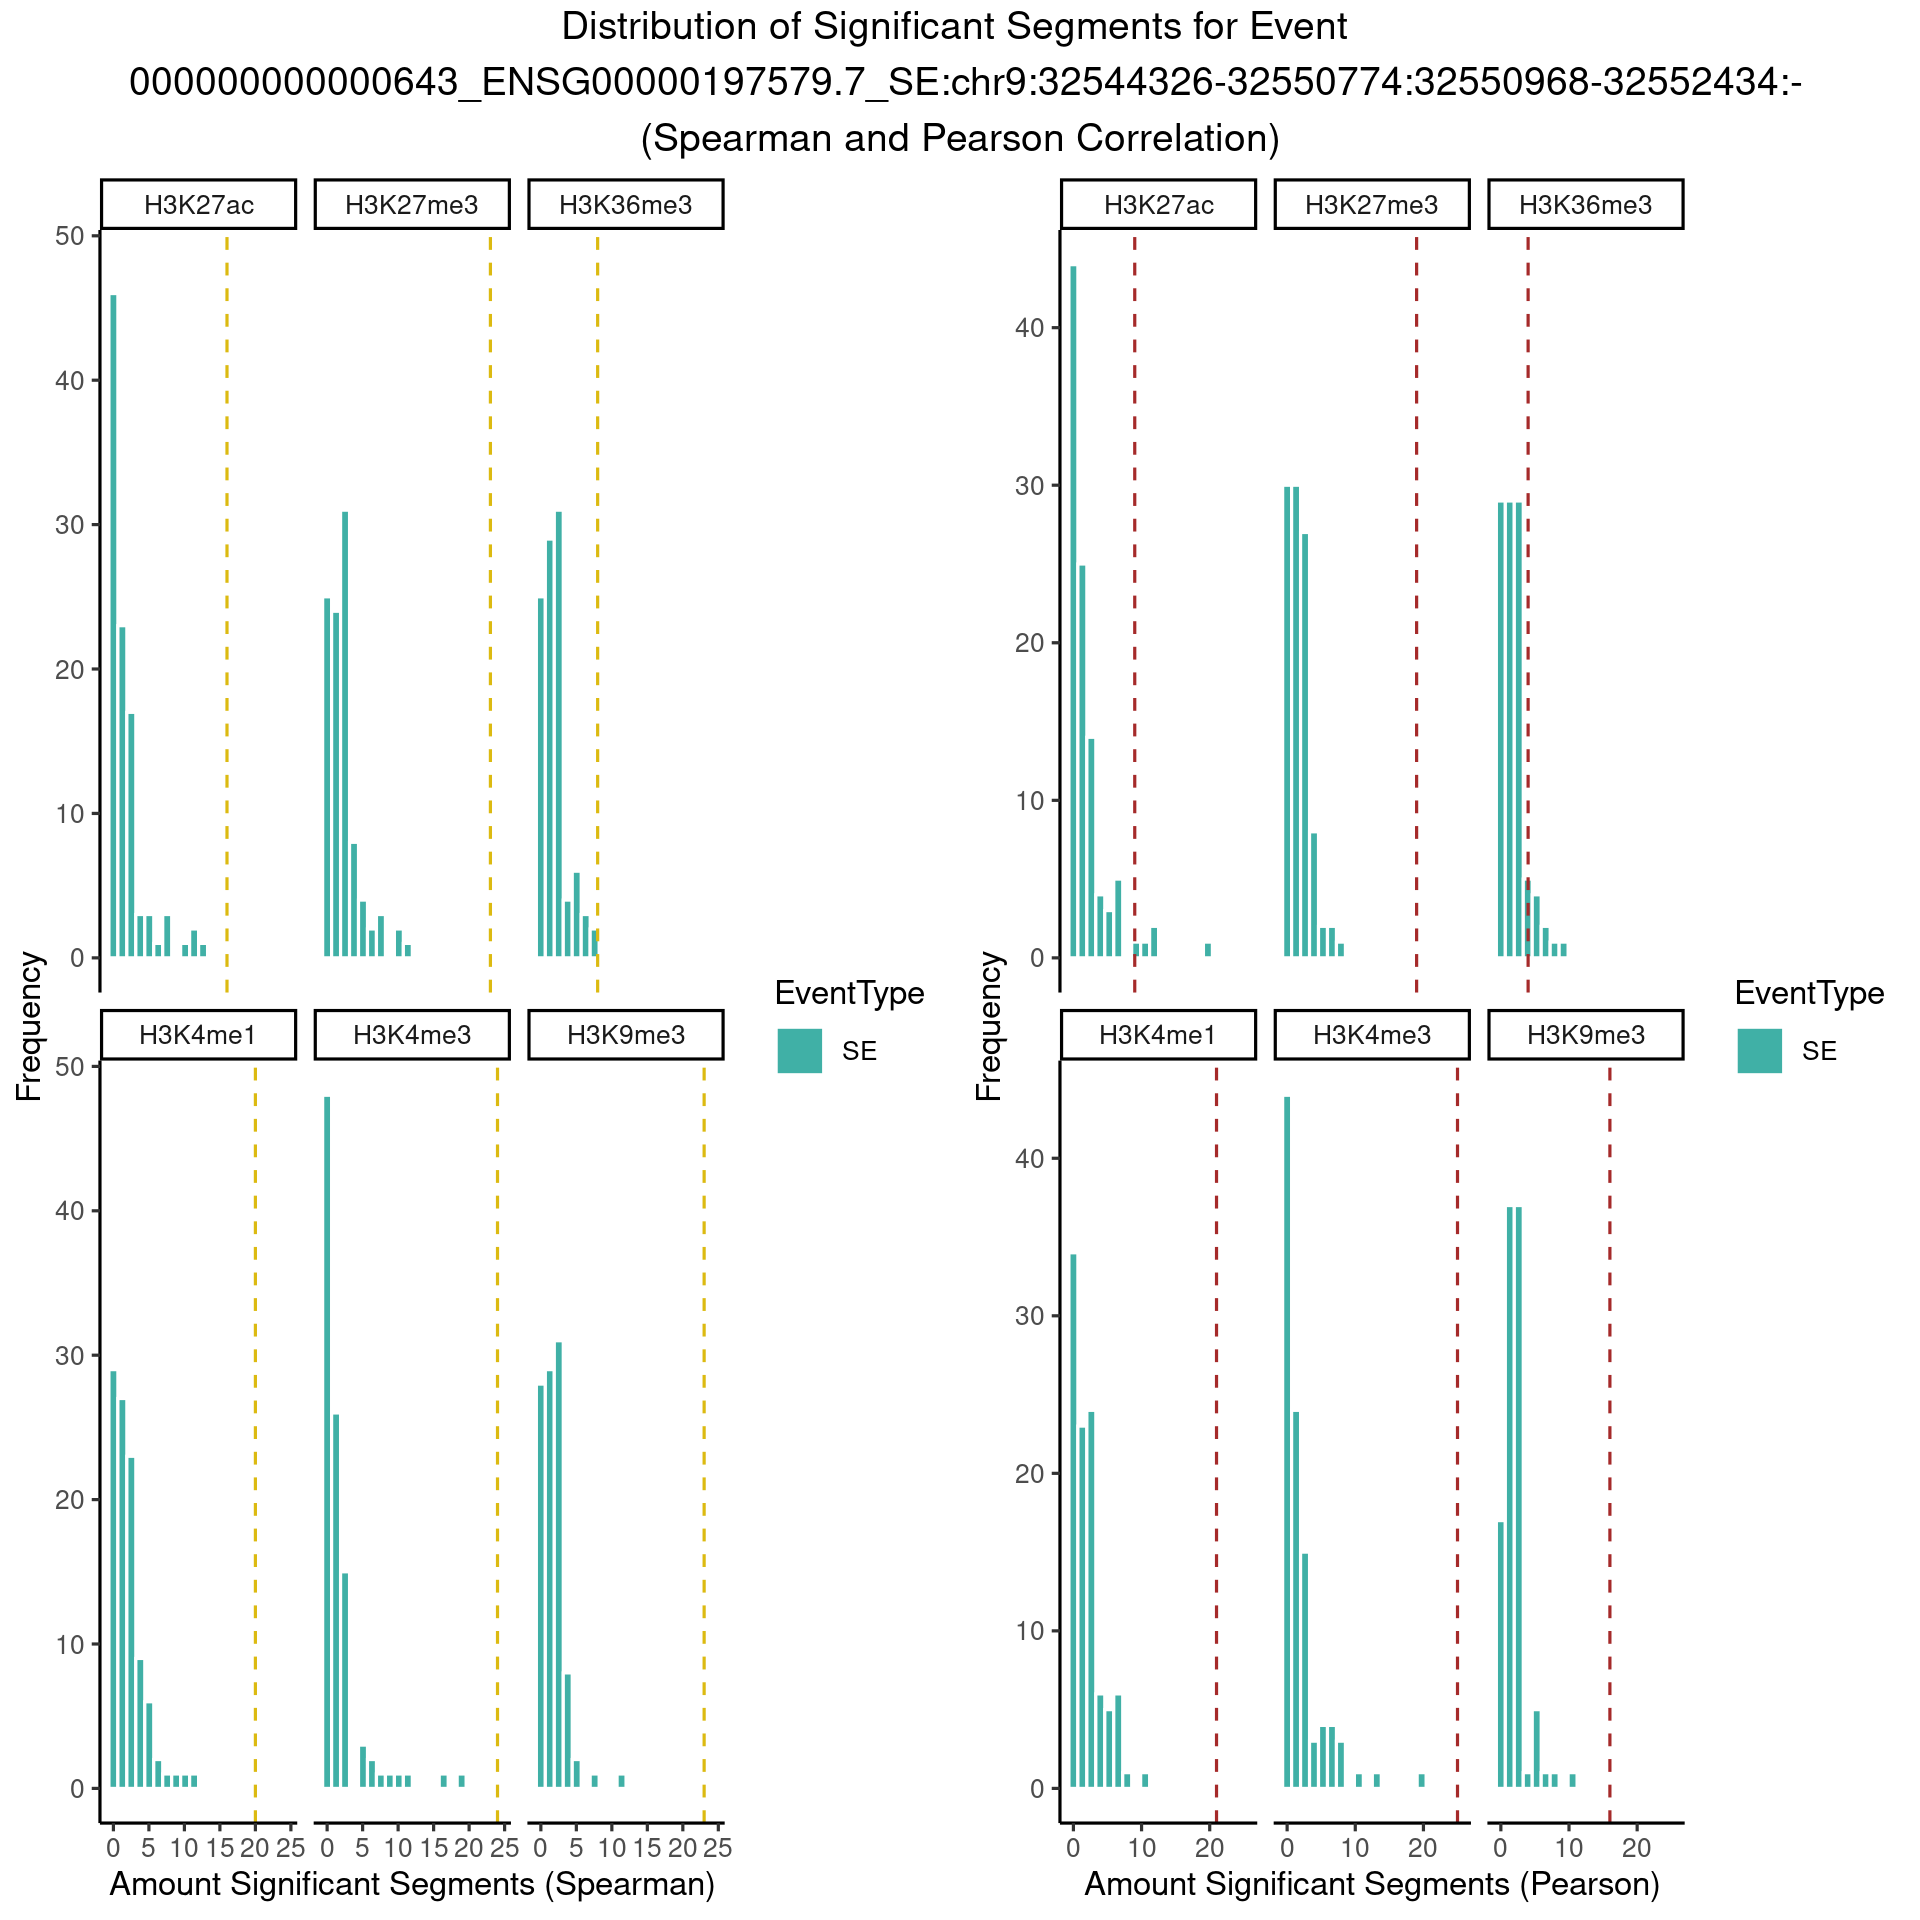 Distribution of Significant Segments for Event
000000000000643_ENSG00000197579.7_SE:chr9:32544326-32550774:32550968-32552434:-
(Spearman and Pearson Correlation)
H3K27ac H3K27me3 H3K36me3
50
40
30
20
10
0
H3K4me1 H3K4me3 H3K9me3
50
40
30
20
10
0
0 5 10 15 20 25 0 5 10 15 20 25 0 5 10 15 20 25
Amount Significant Segments (Spearman)
Frequency
EventType
SE
H3K27ac H3K27me3 H3K36me3
40
30
20
10
0
H3K4me1 H3K4me3 H3K9me3
40
30
20
10
0
0 10 20 0 10 20 0 10 20
Amount Significant Segments (Pearson)
Frequency
EventType
SE